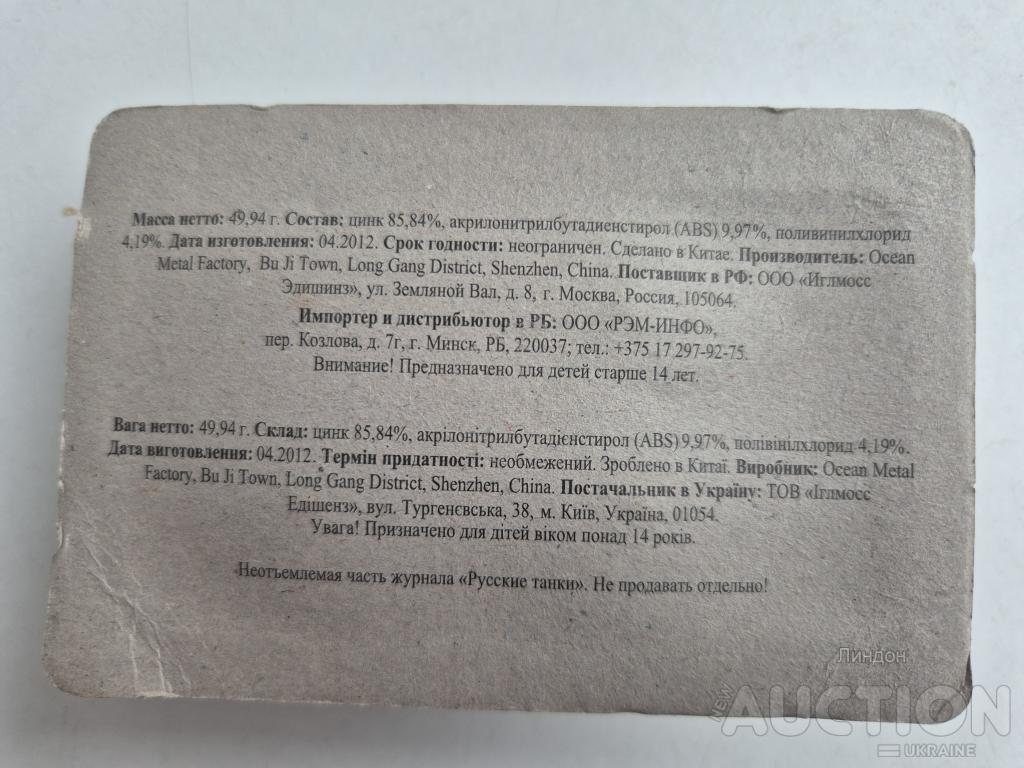 Масса нетто: 49,94 г. Состав: цинк 85,84%, акрилонитрилбутадиенстирол (ABS) 9,97%, поливинилхлорид
4,19%. Дата изготовления: 04.2012. Срок годности: неограничен. Сделано в Китае. Производитель: Ocean
Metal Factory, Bu Ji Town, Long Gang District, Shenzhen, China. Поставщик в РФ: ООО «Иглмосс
Эдишинз», ул. Земляной Вал, д. 8, г. Москва, Россия, 105064.
Импортер и дистрибьютор в РБ: ООО «РЭМ-ИНФО»,
пер. Козлова, д. 7г, г. Минск, РБ, 220037; тел.: +375 17 297-92-75.
Внимание! Предназначено для детей старше 14 лет.
Вага нетто: 49,94 г. Склад: цинк 85,84%, акрілонітрилбутадієнстирол (ABS) 9,97%, полівінілхлорид 4,19%.
Дата виготовлення: 04.2012. Термін придатності: необмежений. Зроблено в Китаї. Виробник: Ocean Metal
Factory, Bu Ji Town, Long Gang District, Shenzhen, China. Постачальник в Україну: ТОВ «Іглмосс
Едішенз», вул. Тургенєвська, 38, м. Київ, Україна, 01054.
Увага! Призначено для дітей віком понад 14 років.
Неотъемлемая часть журнала «Русские танки». Не продавать отдельно!
Линдон
NEW AUCTION
UKRAINE